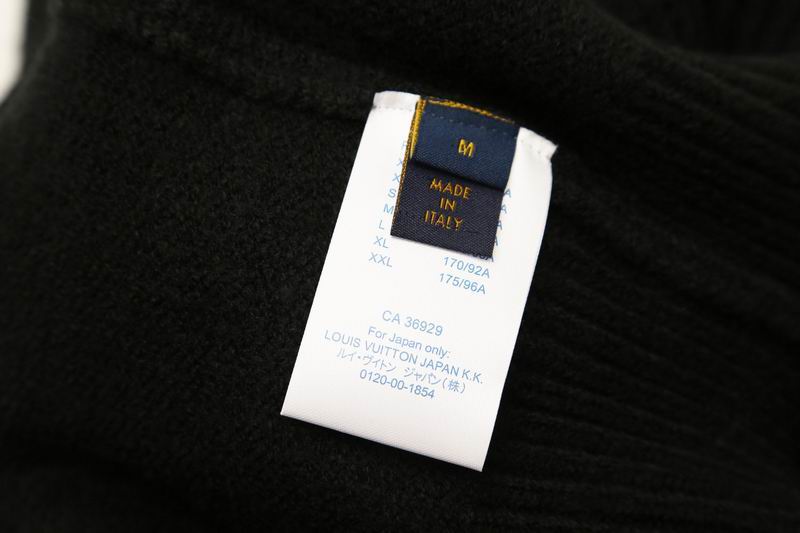 M
MADE
IN
ITALY
S
M
L
XL
XXL
170/92A
175/96A
CA 36929
For Japan only:
LOUIS VUITTON JAPAN K.K.
ルイ・ヴィトン ジャパン(株)
0120-00-1854